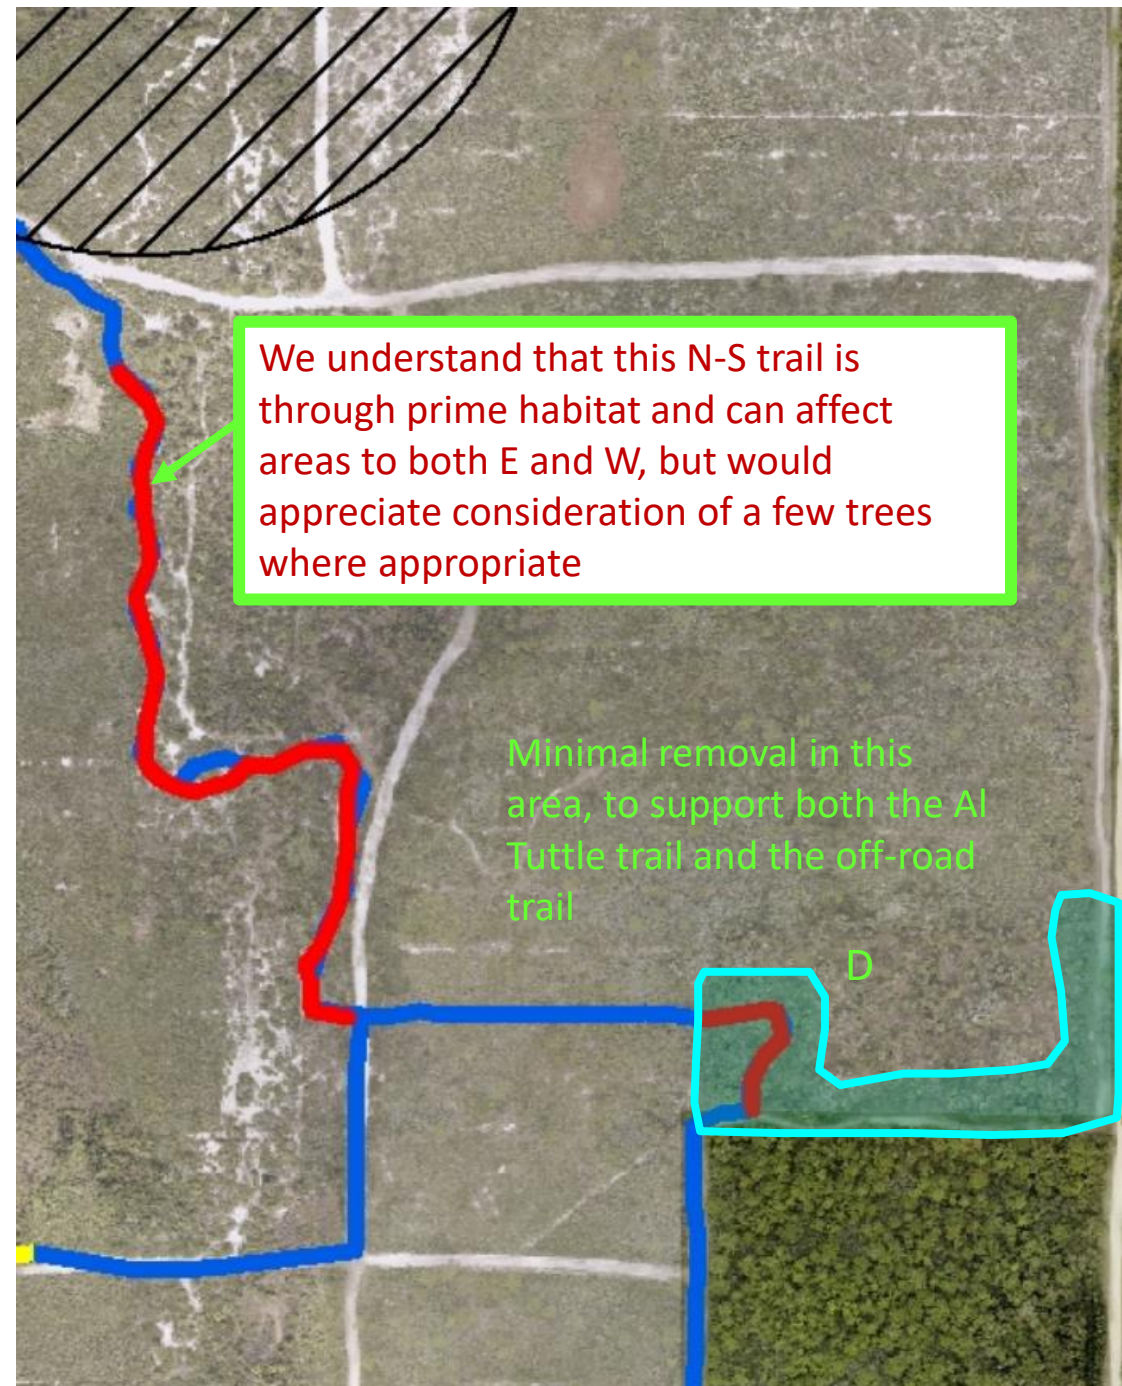 We understand that this N-S trail is
through prime habitat and can affect
areas to both E and W, but would
appreciate consideration of a few trees
where appropriate
Minimal removal in this
area, to support both the Al
Tuttle trail and the off-road
trail
D